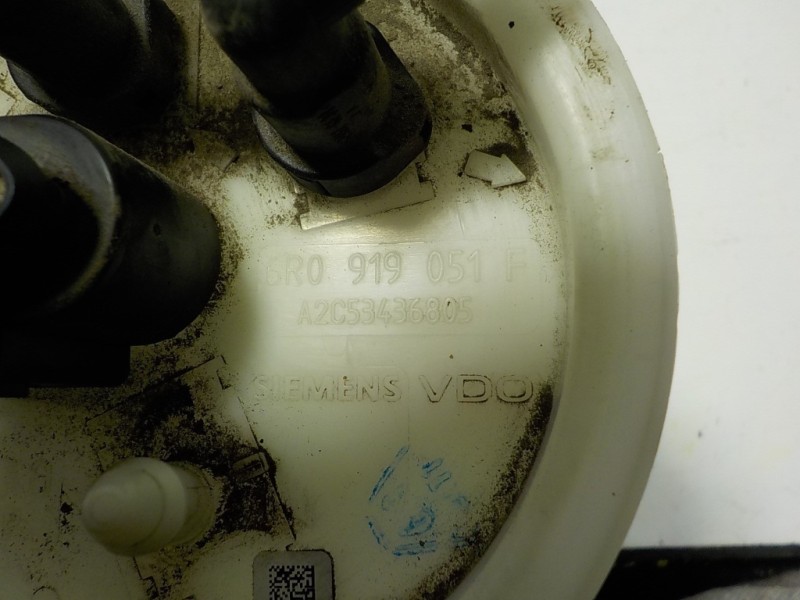 6R0 919 051 F
A2C53436805
SIEMENS VDO